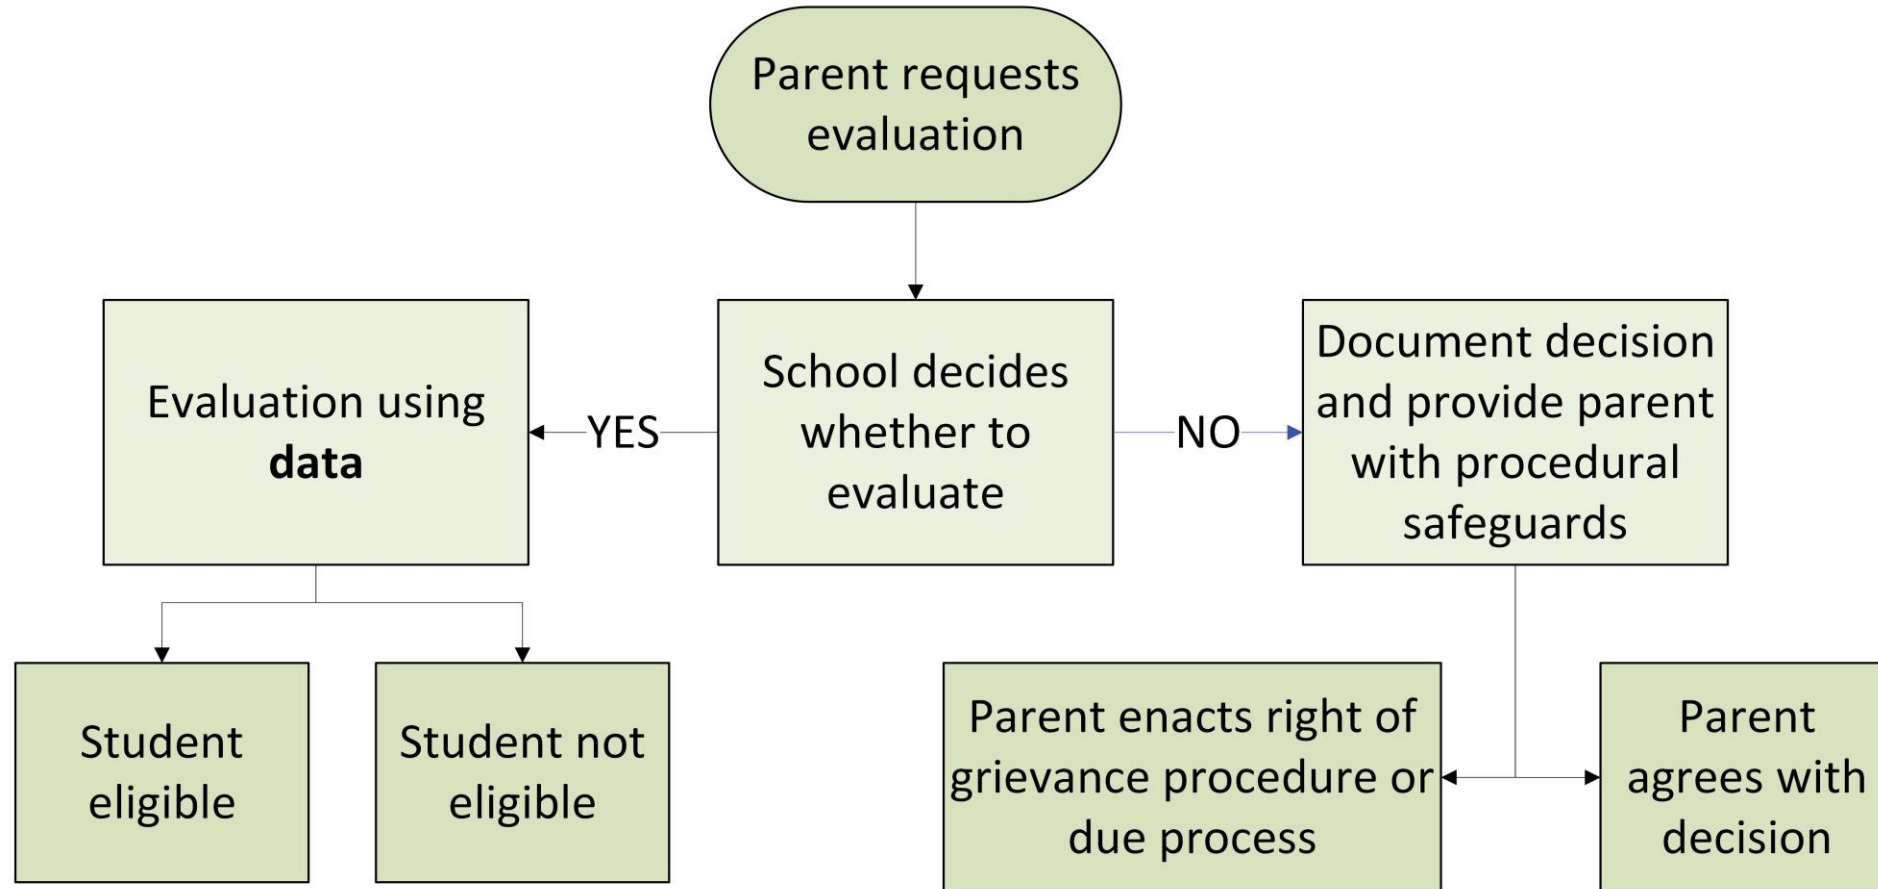 Parent requests
evaluation
Evaluation using
data
YES
School decides
whether to
evaluate
NO
Document decision
and provide parent
with procedural
safeguards
Student
eligible
Student not
eligible
Parent enacts right of
grievance procedure or
due process
Parent
agrees with
decision